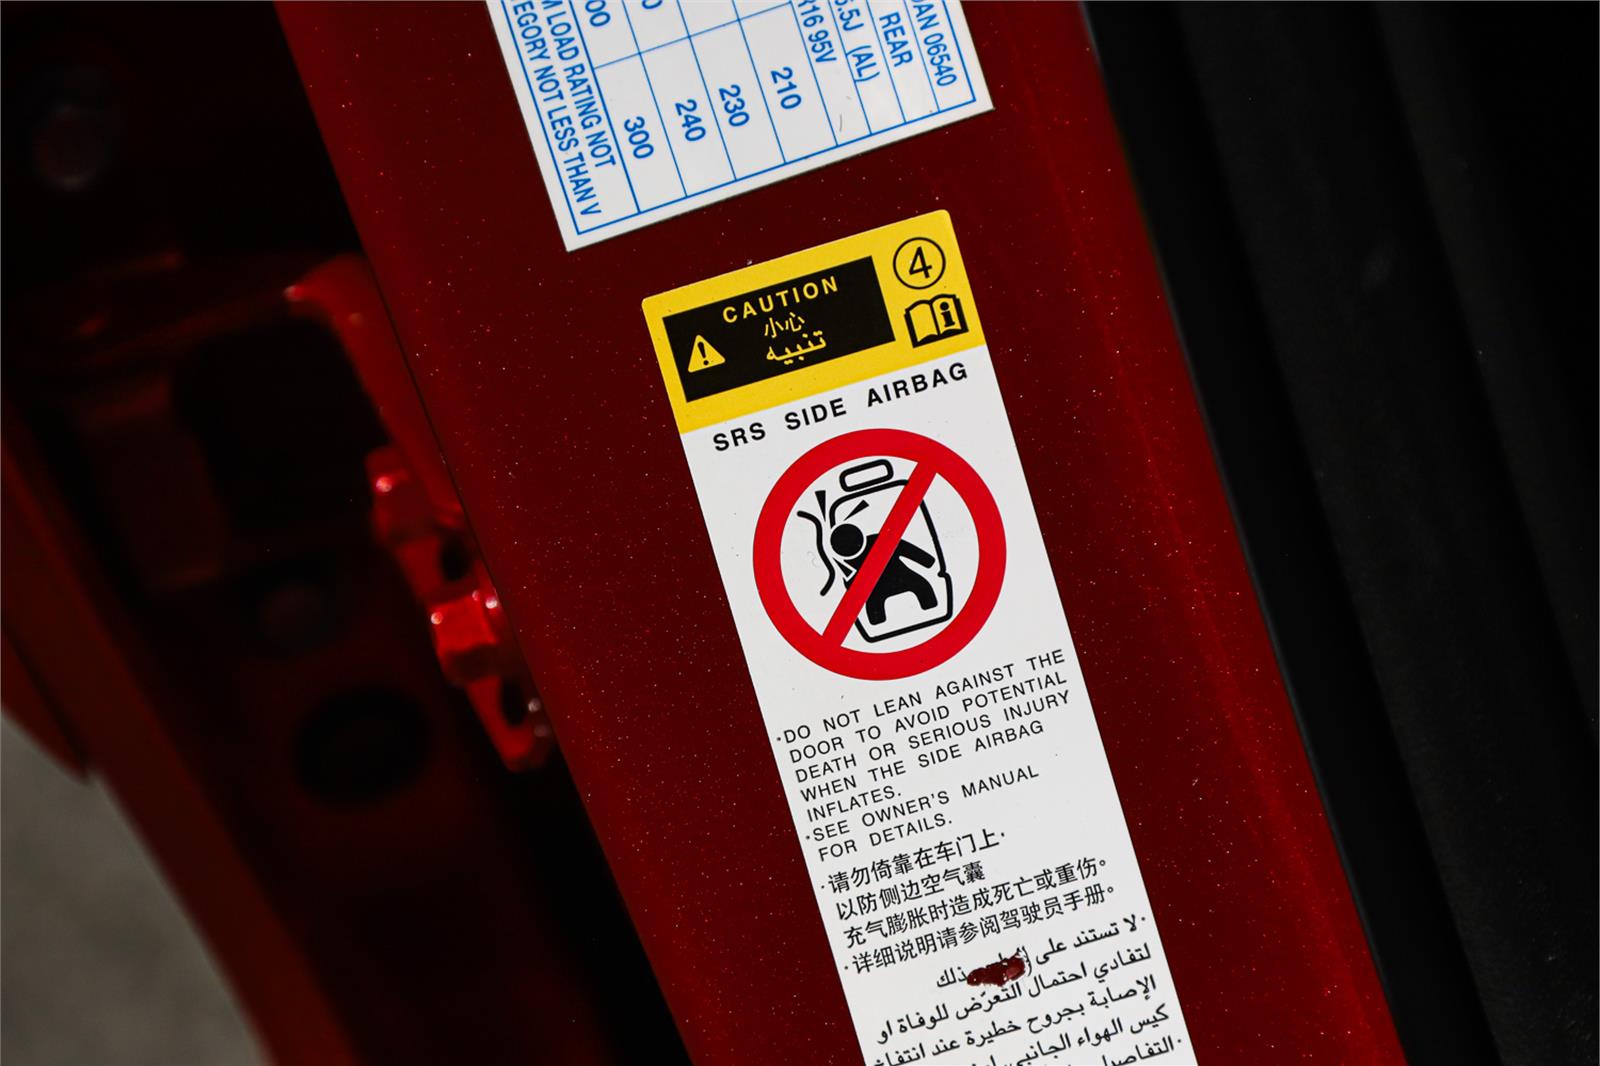 06540
REAR
5.5J (AL)
R16 95V
210
230
240
300
LOAD RATING NOT
NOT LESS THAN V
4
CAUTION
小心
تنبيه
SRS SIDE AIRBAG
·DO NOT LEAN AGAINST THE
DOOR TO AVOID POTENTIAL
DEATH OR SERIOUS INJURY
WHEN THE SIDE AIRBAG
INFLATES.
·SEE OWNER'S MANUAL
FOR DETAILS.
·请勿倚靠在车门上·
以防侧边空气囊
充气膨胀时造成死亡或重伤。
·详细说明请参阅驾驶员手册。
·لا تستند على ذلك
لتفادي احتمال التعرّض للوفاة او
الإصابة بجروح خطيرة عند
كيس الهواء الجانبي
·التفاصيل